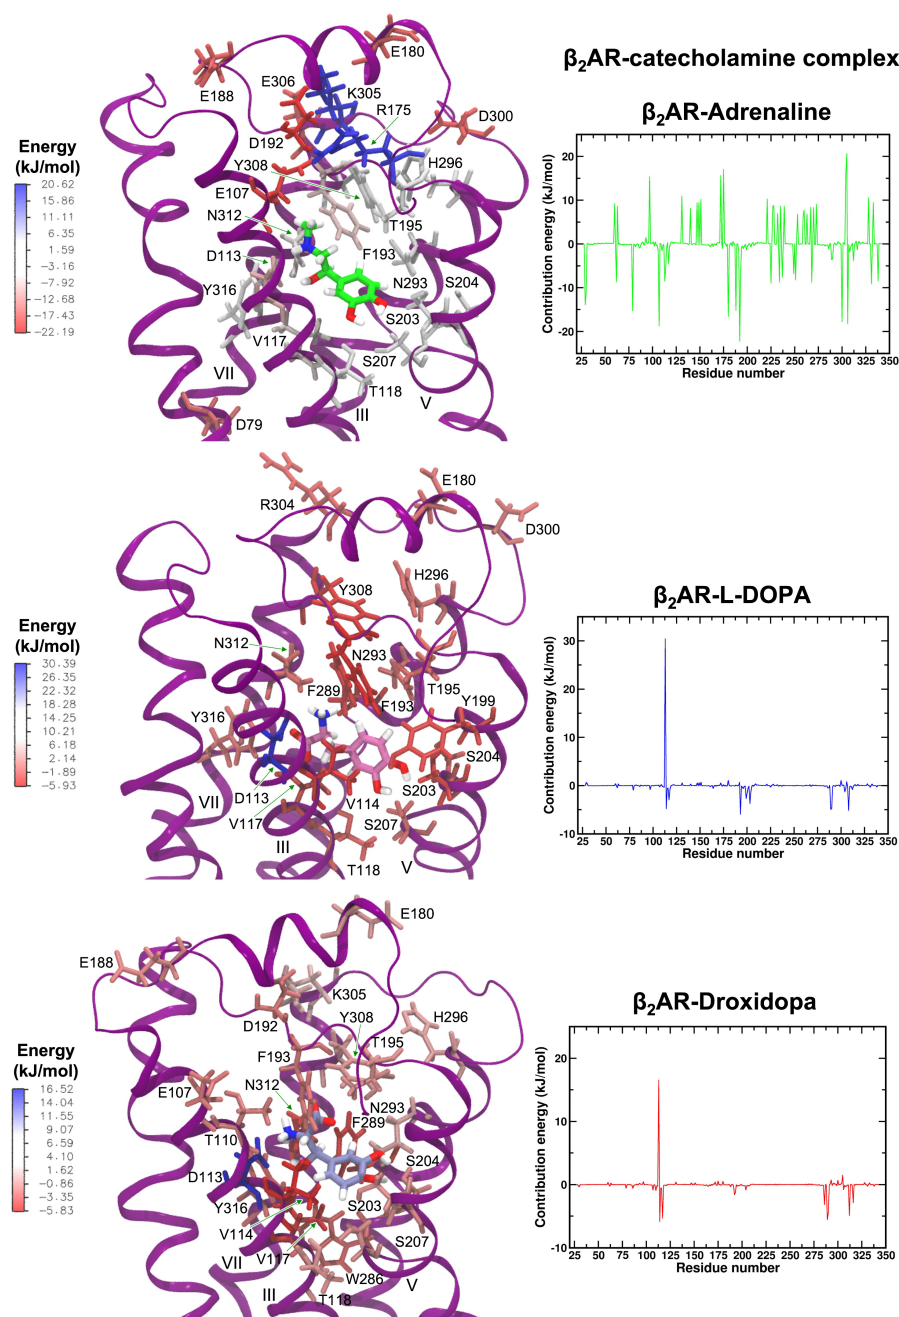 β₂AR-catecholamine complex
β₂AR-Adrenaline
Energy
(kJ/mol)
20.62
15.86
11.11
6.35
1.59
−3.16
−7.92
−12.68
−17.43
−22.19
E180
E188
E306
K305
R175
D300
D192
Y308
H296
E107
T195
N312
F193
D113
N293
S204
Y316
S203
V117
S207
VII
T118
III
V
D79
Contribution energy (kJ/mol)
20
10
0
-10
-20
25 50 75 100 125 150 175 200 225 250 275 300 325 350
Residue number
β₂AR-L-DOPA
Energy
(kJ/mol)
30.39
26.35
22.32
18.28
14.25
10.21
6.18
2.14
−1.89
−5.93
R304
E180
D300
Y308
H296
N312
N293
T195
F289
F193
Y199
Y316
S204
D113
S203
VII
V114
V117
S207
III
V
T118
Contribution energy (kJ/mol)
30
20
10
0
-10
25 50 75 100 125 150 175 200 225 250 275 300 325 350
Residue number
β₂AR-Droxidopa
Energy
(kJ/mol)
16.52
14.04
11.55
9.07
6.59
4.10
1.62
−0.86
−3.35
−5.83
E180
E188
K305
D192
Y308
H296
T195
F193
E107
N312
N293
F289
T110
S204
D113
Y316
S203
V114
S207
V117
VII
W286
V
III
T118
Contribution energy (kJ/mol)
20
10
0
-10
25 50 75 100 125 150 175 200 225 250 275 300 325 350
Residue number